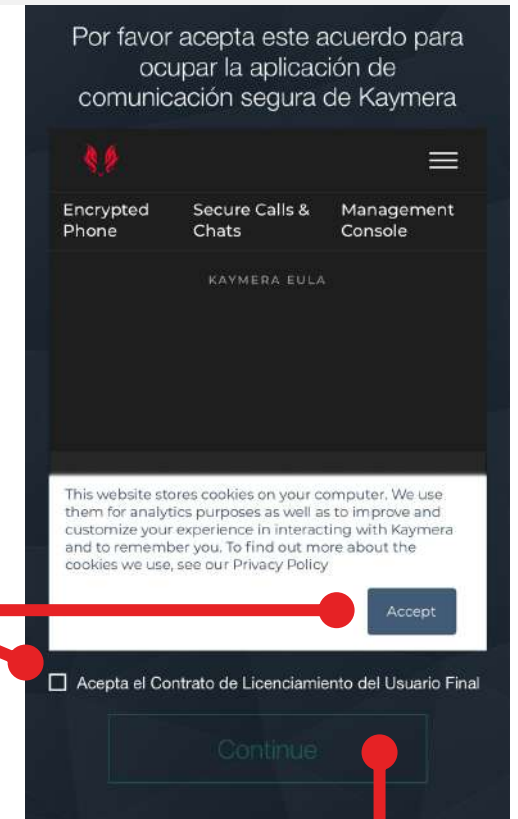 Por favor acepta este acuerdo para
ocupar la aplicación de
comunicación segura de Kaymera
Encrypted Phone
Secure Calls & Chats
Management Console
KAYMERA EULA
This website stores cookies on your computer. We use
them for analytics purposes as well as to improve and
customize your experience in interacting with Kaymera
and to remember you. To find out more about the
cookies we use, see our Privacy Policy
Accept
Acepta el Contrato de Licenciamiento del Usuario Final
Continue